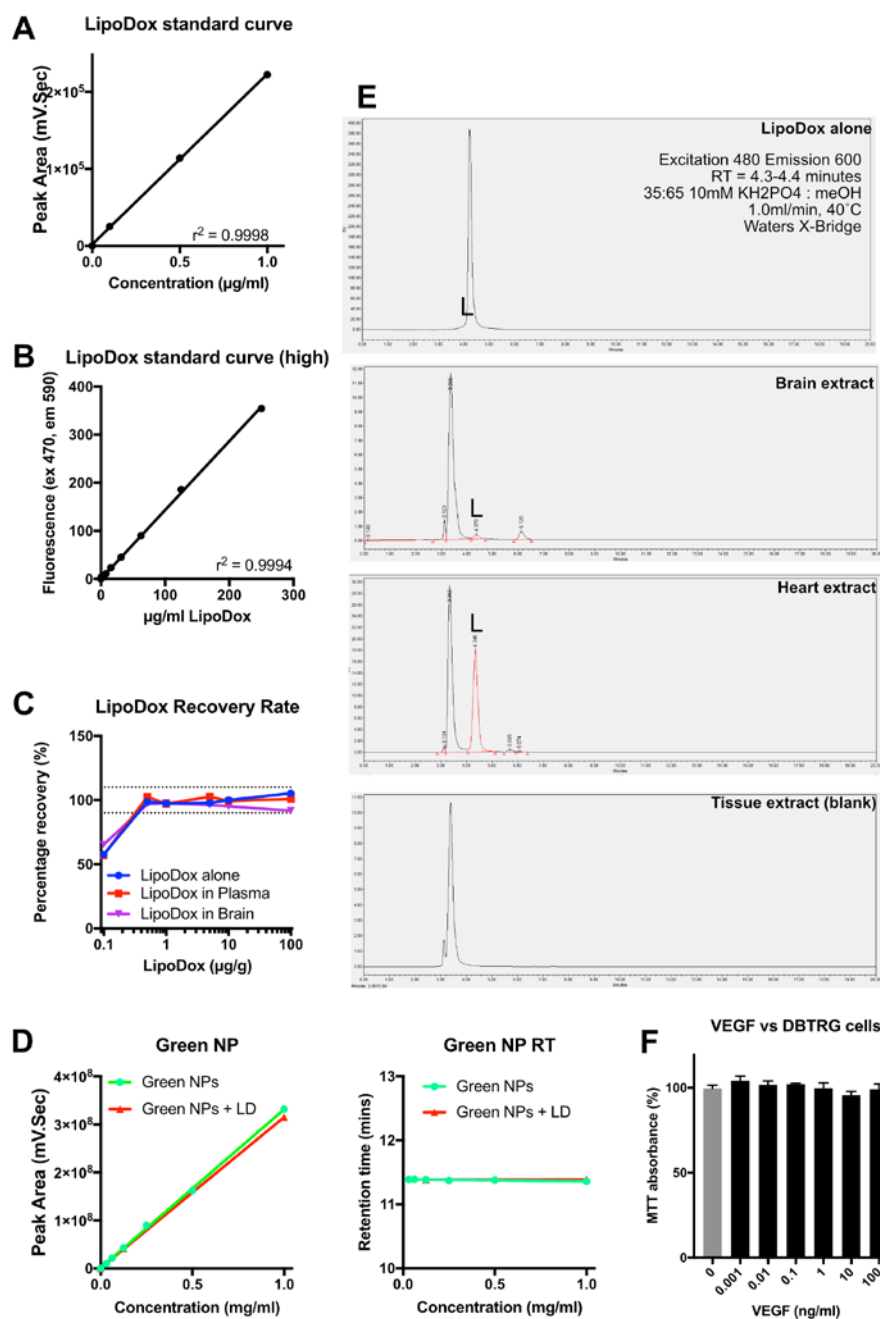 A
LipoDox standard curve
Peak Area (mV.Sec)
2×10⁵
1×10⁵
0
0.0 0.5 1.0
r² = 0.9998
Concentration (µg/ml)
B
LipoDox standard curve (high)
Fluorescence (ex 470, em 590)
400
300
200
100
0
0 100 200 300
r² = 0.9994
µg/ml LipoDox
C
LipoDox Recovery Rate
Percentage recovery (%)
150
100
50
0
0.1 1 10 100
LipoDox alone
LipoDox in Plasma
LipoDox in Brain
LipoDox (µg/g)
E
LipoDox alone
Excitation 480 Emission 600
RT = 4.3-4.4 minutes
35:65 10mM KH2PO4 : meOH
1.0ml/min, 40˚C
Waters X-Bridge
L
Minutes
Brain extract
L
Minutes
Heart extract
L
Minutes
Tissue extract (blank)
Minutes
D
Green NP
Peak Area (mV.Sec)
4×10⁸
3×10⁸
2×10⁸
1×10⁸
0
0.0 0.5 1.0
Green NPs
Green NPs + LD
Concentration (mg/ml)
Green NP RT
Retention time (mins)
13
12
11
10
0.0 0.5 1.0
Green NPs
Green NPs + LD
Concentration (mg/ml)
F
VEGF vs DBTRG cells
MTT absorbance (%)
100
50
0
0 0.001 0.01 0.1 1 10 100
VEGF (ng/ml)